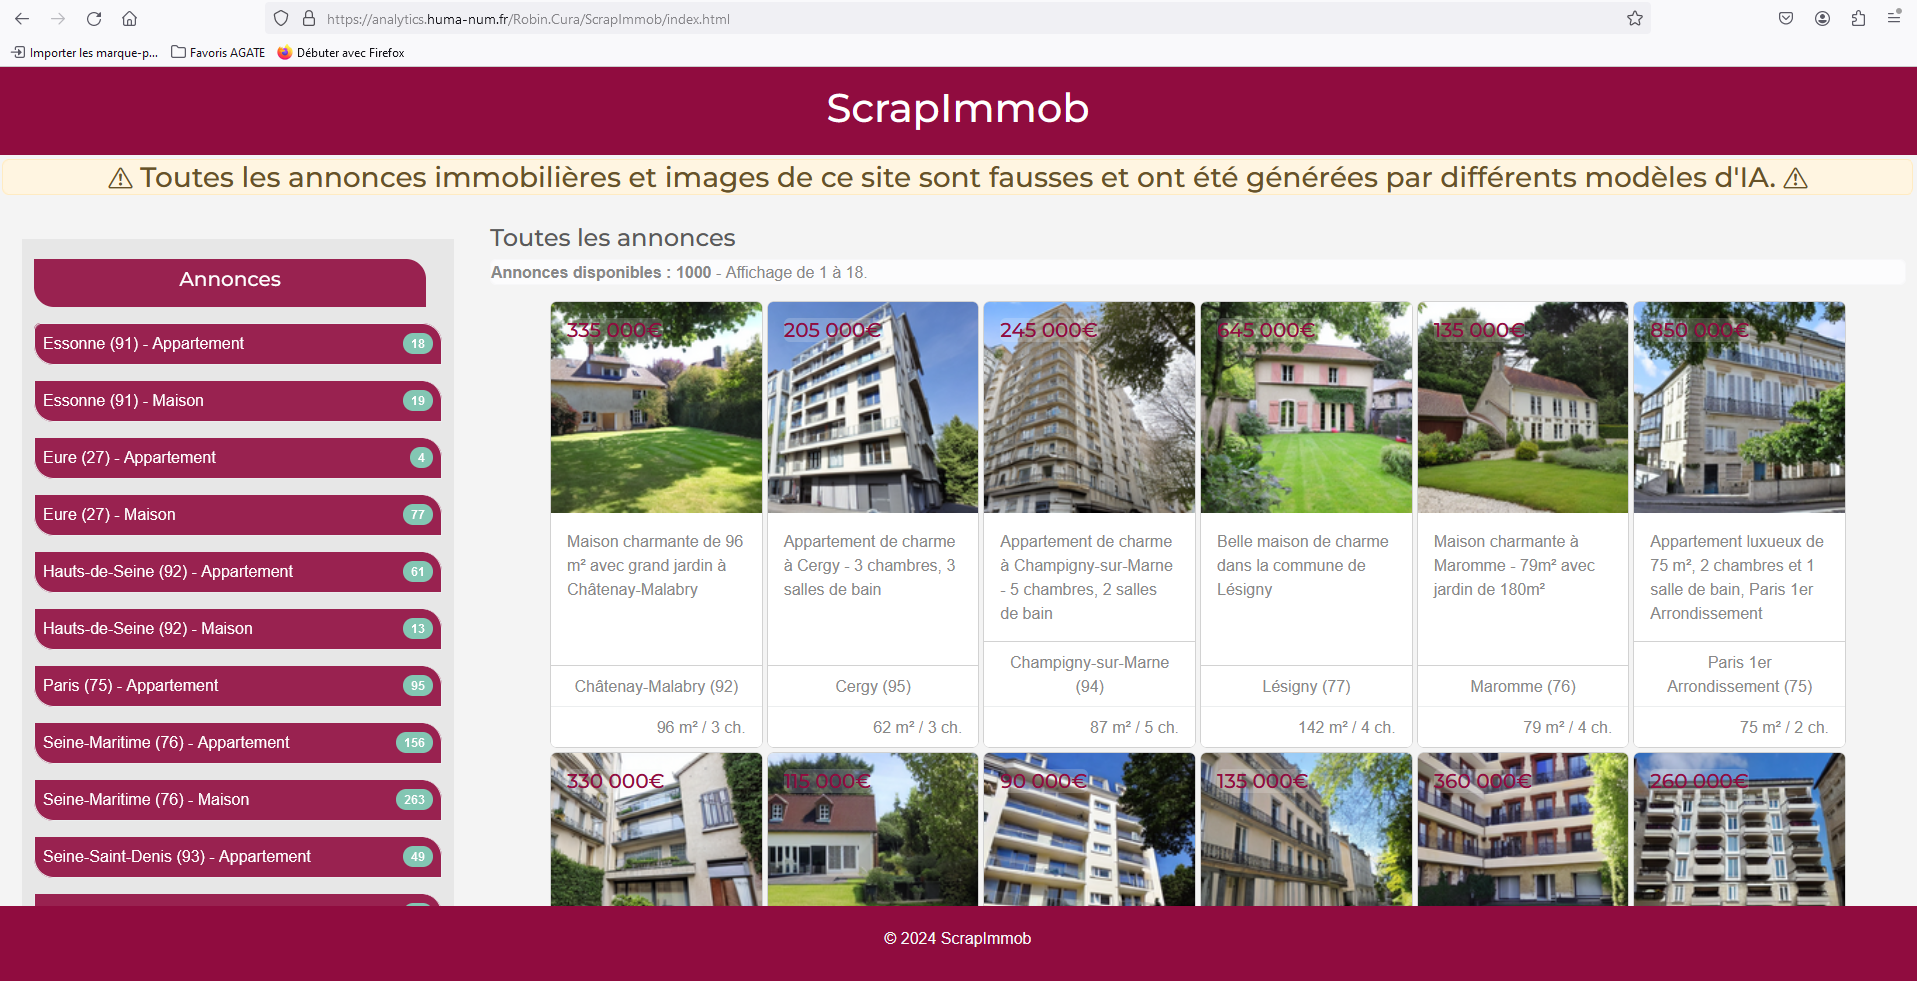 https://analytics.huma-num.fr/Robin.Cura/ScrapImmob/index.html
Importer les marque-p... Favoris AGATE Débuter avec Firefox
ScrapImmob
⚠ Toutes les annonces immobilières et images de ce site sont fausses et ont été générées par différents modèles d'IA. ⚠
Annonces
Essonne (91) - Appartement 18
Essonne (91) - Maison 19
Eure (27) - Appartement 4
Eure (27) - Maison 77
Hauts-de-Seine (92) - Appartement 61
Hauts-de-Seine (92) - Maison 13
Paris (75) - Appartement 95
Seine-Maritime (76) - Appartement 156
Seine-Maritime (76) - Maison 263
Seine-Saint-Denis (93) - Appartement 49
Toutes les annonces
Annonces disponibles : 1000 - Affichage de 1 à 18.
335 000€
Maison charmante de 96
m² avec grand jardin à
Châtenay-Malabry
Châtenay-Malabry (92)
96 m² / 3 ch.
205 000€
Appartement de charme
à Cergy - 3 chambres, 3
salles de bain
Cergy (95)
62 m² / 3 ch.
245 000€
Appartement de charme
à Champigny-sur-Marne
- 5 chambres, 2 salles
de bain
Champigny-sur-Marne
(94)
87 m² / 5 ch.
645 000€
Belle maison de charme
dans la commune de
Lésigny
Lésigny (77)
142 m² / 4 ch.
135 000€
Maison charmante à
Maromme - 79m² avec
jardin de 180m²
Maromme (76)
79 m² / 4 ch.
850 000€
Appartement luxueux de
75 m², 2 chambres et 1
salle de bain, Paris 1er
Arrondissement
Paris 1er
Arrondissement (75)
75 m² / 2 ch.
330 000€
115 000€
90 000€
135 000€
360 000€
260 000€
© 2024 ScrapImmob